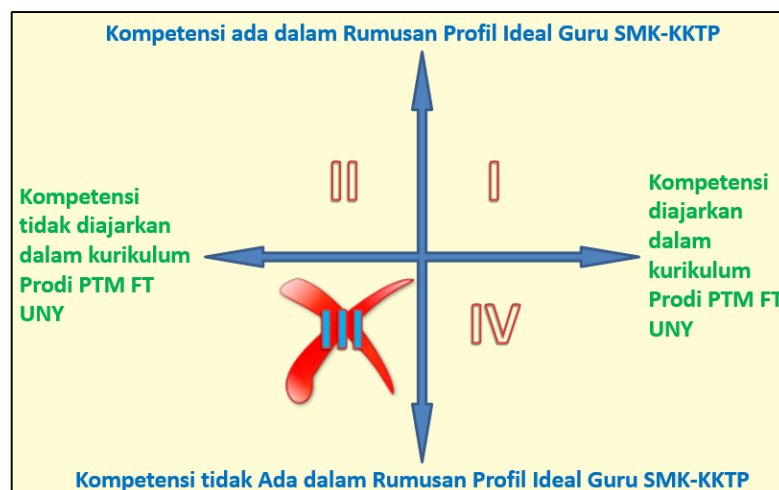 Kompetensi ada dalam Rumusan Profil Ideal Guru SMK-KKTP
II
I
Kompetensi
tidak diajarkan
dalam kurikulum
Prodi PTM FT
UNY
Kompetensi
diajarkan
dalam
kurikulum
Prodi PTM FT
UNY
III
IV
Kompetensi tidak Ada dalam Rumusan Profil Ideal Guru SMK-KKTP